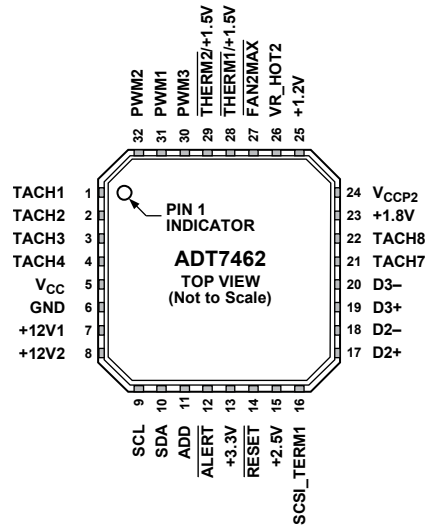 PWM2
PWM1
PWM3
THERM2/+1.5V
THERM1/+1.5V
FAN2MAX
VR_HOT2
+1.2V
32
31
30
29
28
27
26
25
TACH1 1
TACH2 2
TACH3 3
TACH4 4
VCC 5
GND 6
+12V1 7
+12V2 8
PIN 1
INDICATOR
ADT7462
TOP VIEW
(Not to Scale)
24 VCCP2
23 +1.8V
22 TACH8
21 TACH7
20 D3–
19 D3+
18 D2–
17 D2+
9
10
11
12
13
14
15
16
SCL
SDA
ADD
ALERT
+3.3V
RESET
+2.5V
SCSI_TERM1